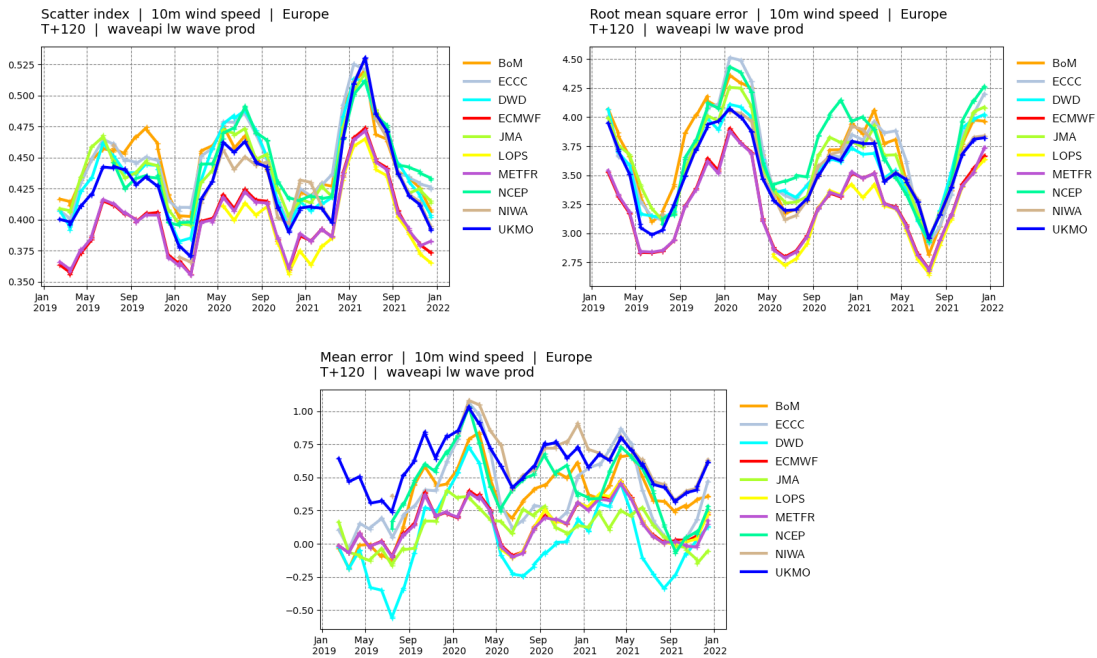 Scatter index | 10m wind speed | Europe
T+120 | waveapi lw wave prod
0.525
0.500
0.475
0.450
0.425
0.400
0.375
0.350
Jan 2019
May 2019
Sep 2019
Jan 2020
May 2020
Sep 2020
Jan 2021
May 2021
Sep 2021
Jan 2022
BoM
ECCC
DWD
ECMWF
JMA
LOPS
METFR
NCEP
NIWA
UKMO
Root mean square error | 10m wind speed | Europe
T+120 | waveapi lw wave prod
4.50
4.25
4.00
3.75
3.50
3.25
3.00
2.75
Jan 2019
May 2019
Sep 2019
Jan 2020
May 2020
Sep 2020
Jan 2021
May 2021
Sep 2021
Jan 2022
BoM
ECCC
DWD
ECMWF
JMA
LOPS
METFR
NCEP
NIWA
UKMO
Mean error | 10m wind speed | Europe
T+120 | waveapi lw wave prod
1.00
0.75
0.50
0.25
0.00
−0.25
−0.50
Jan 2019
May 2019
Sep 2019
Jan 2020
May 2020
Sep 2020
Jan 2021
May 2021
Sep 2021
Jan 2022
BoM
ECCC
DWD
ECMWF
JMA
LOPS
METFR
NCEP
NIWA
UKMO